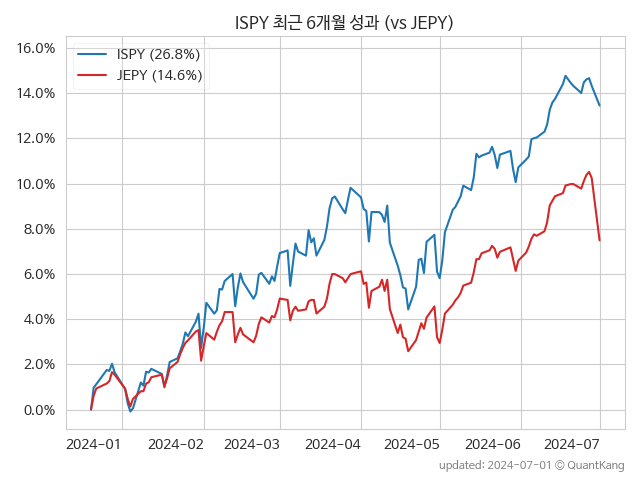 ISPY 최근 6개월 성과 (vs JEPY)
16.0%
14.0%
12.0%
10.0%
8.0%
6.0%
4.0%
2.0%
0.0%
ISPY (26.8%)
JEPY (14.6%)
2024-01 2024-02 2024-03 2024-04 2024-05 2024-06 2024-07
updated: 2024-07-01 © QuantKang